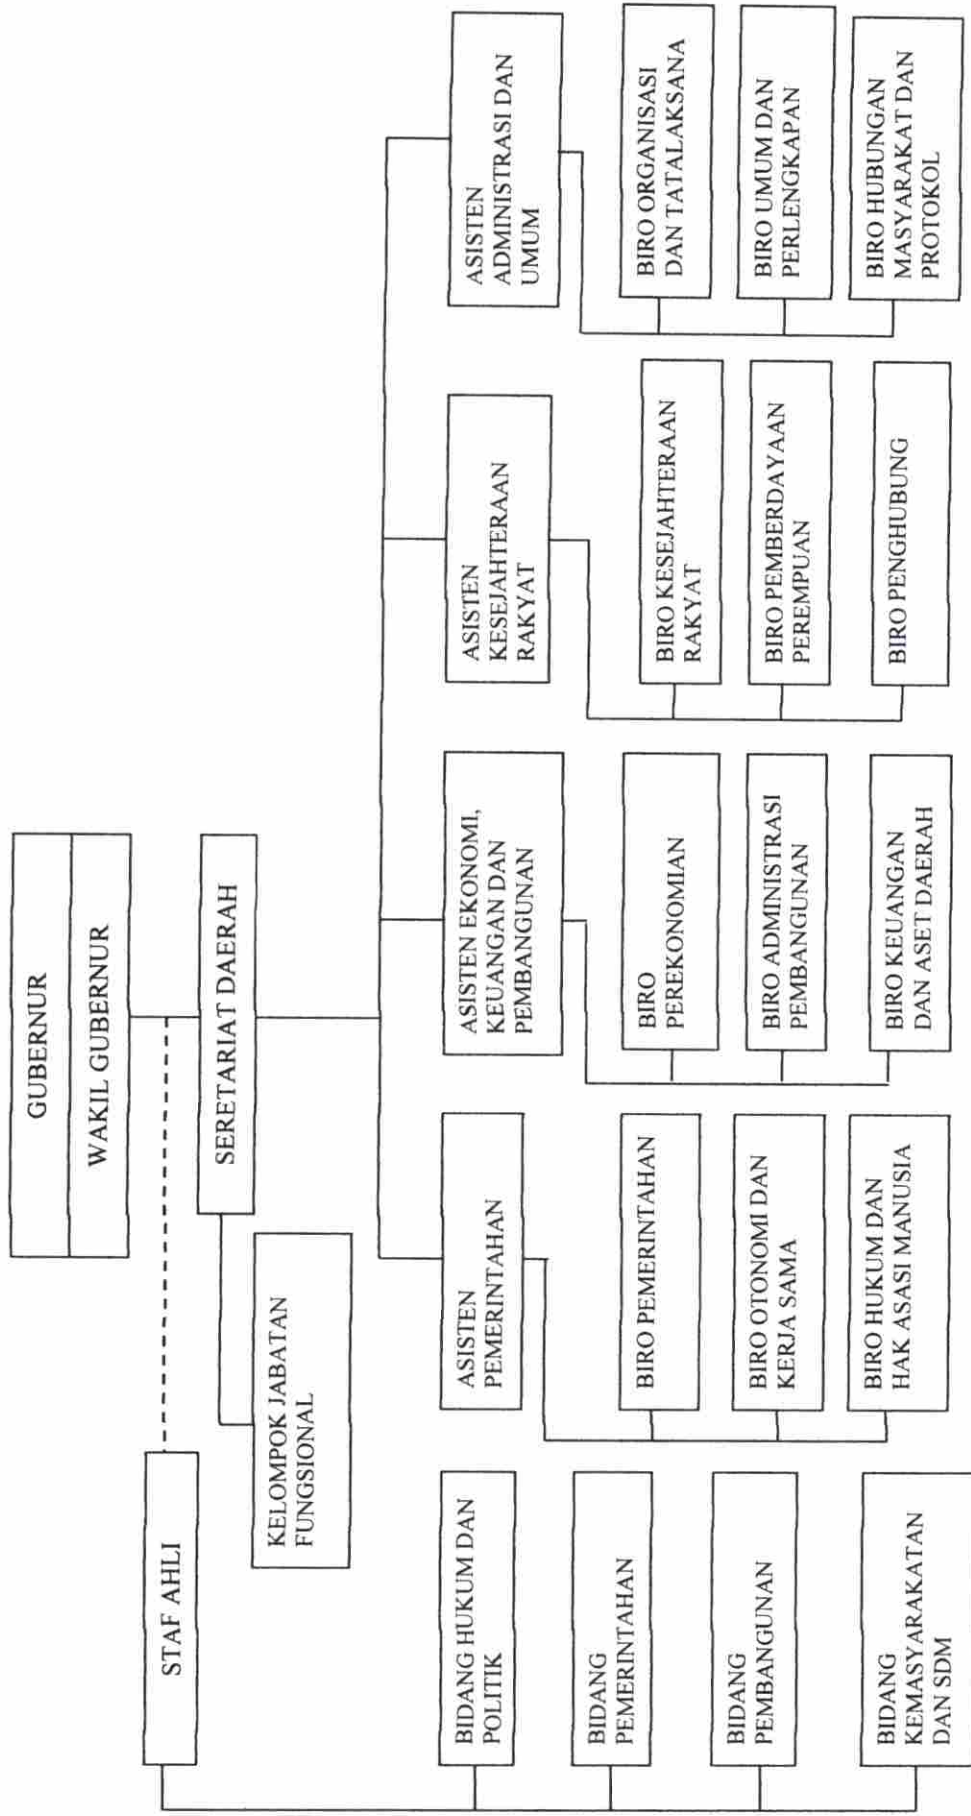 GUBERNUR
WAKIL GUBERNUR
STAF AHLI
SERETARIAT DAERAH
KELOMPOK JABATAN
FUNGSIONAL
BIDANG HUKUM DAN
POLITIK
BIDANG
PEMERINTAHAN
BIDANG
PEMBANGUNAN
BIDANG
KEMASYARAKATAN
DAN SDM
ASISTEN
PEMERINTAHAN
BIRO PEMERINTAHAN
BIRO OTONOMI DAN
KERJA SAMA
BIRO HUKUM DAN
HAK ASASI MANUSIA
ASISTEN EKONOMI,
KEUANGAN DAN
PEMBANGUNAN
BIRO
PEREKONOMIAN
BIRO ADMINISTRASI
PEMBANGUNAN
BIRO KEUANGAN
DAN ASET DAERAH
ASISTEN
KESEJAHTERAAN
RAKYAT
BIRO KESEJAHTERAAN
RAKYAT
BIRO PEMBERDAYAAN
PEREMPUAN
BIRO PENGHUBUNG
ASISTEN
ADMINISTRASI DAN
UMUM
BIRO ORGANISASI
DAN TATALAKSANA
BIRO UMUM DAN
PERLENGKAPAN
BIRO HUBUNGAN
MASYARAKAT DAN
PROTOKOL